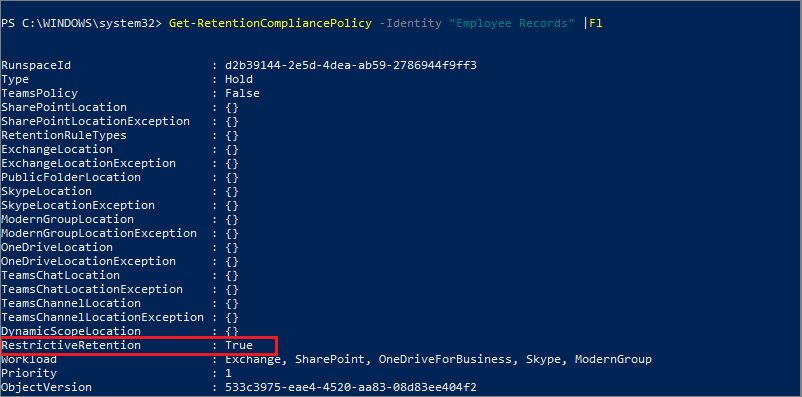 PS C:\WINDOWS\system32> Get-RetentionCompliancePolicy -Identity "Employee Records" |Fl
RunspaceId : d2b39144-2e5d-4dea-ab59-2786944f9ff3
Type : Hold
TeamsPolicy : False
SharePointLocation : {}
SharePointLocationException : {}
RetentionRuleTypes : {}
ExchangeLocation : {}
ExchangeLocationException : {}
PublicFolderLocation : {}
SkypeLocation : {}
SkypeLocationException : {}
ModernGroupLocation : {}
ModernGroupLocationException : {}
OneDriveLocation : {}
OneDriveLocationException : {}
TeamsChatLocation : {}
TeamsChatLocationException : {}
TeamsChannelLocation : {}
TeamsChannelLocationException : {}
DynamicScopeLocation : {}
RestrictiveRetention : True
Workload : Exchange, SharePoint, OneDriveForBusiness, Skype, ModernGroup
Priority : 1
ObjectVersion : 533c3975-eae4-4520-aa83-08d83ee404f2